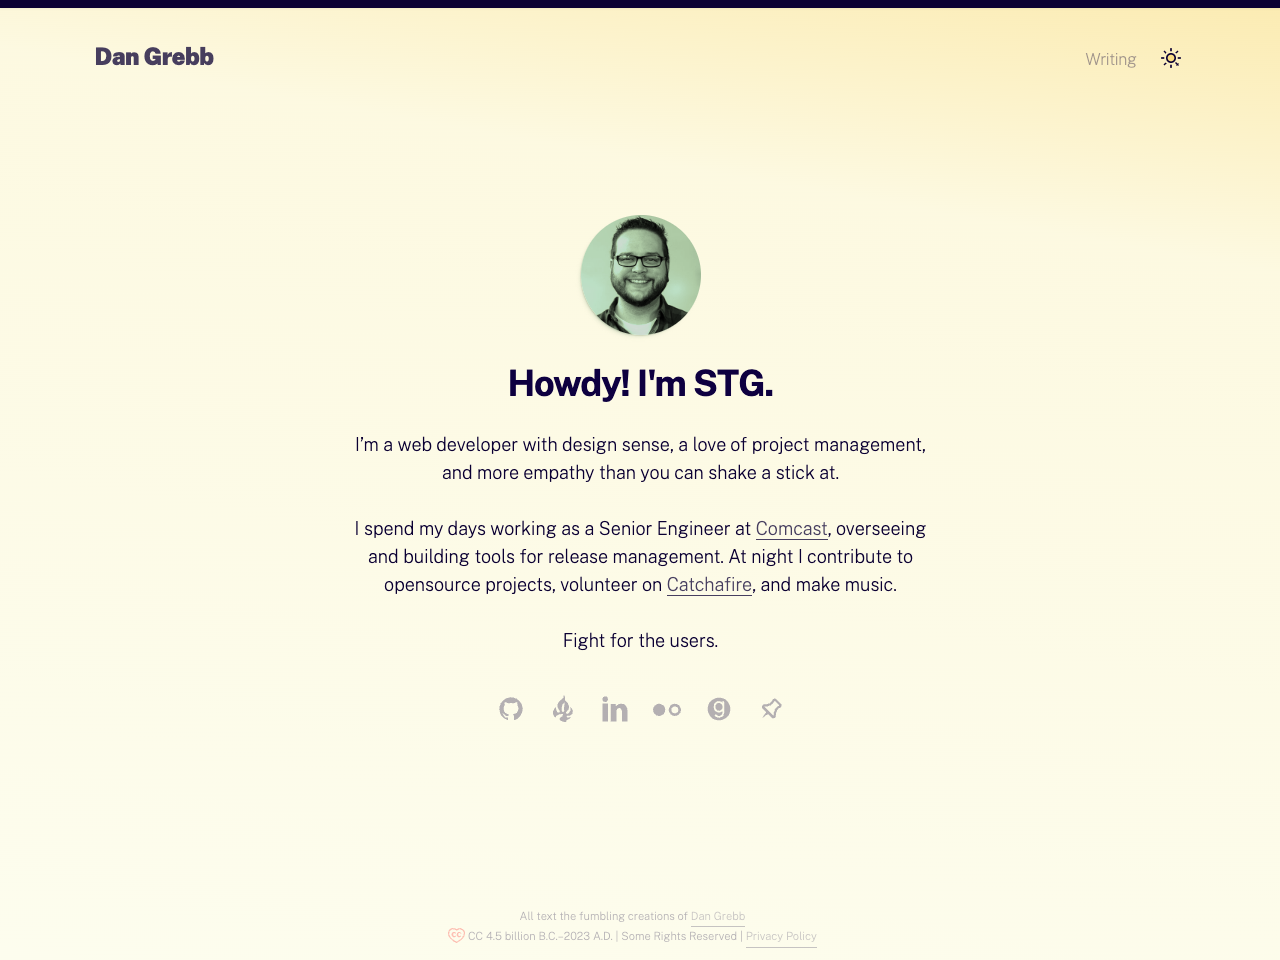 Dan Grebb
Writing
Howdy! I'm STG.
I’m a web developer with design sense, a love of project management,
and more empathy than you can shake a stick at.
I spend my days working as a Senior Engineer at Comcast, overseeing
and building tools for release management. At night I contribute to
opensource projects, volunteer on Catchafire, and make music.
Fight for the users.
All text the fumbling creations of Dan Grebb
CC 4.5 billion B.C.–2023 A.D. | Some Rights Reserved | Privacy Policy